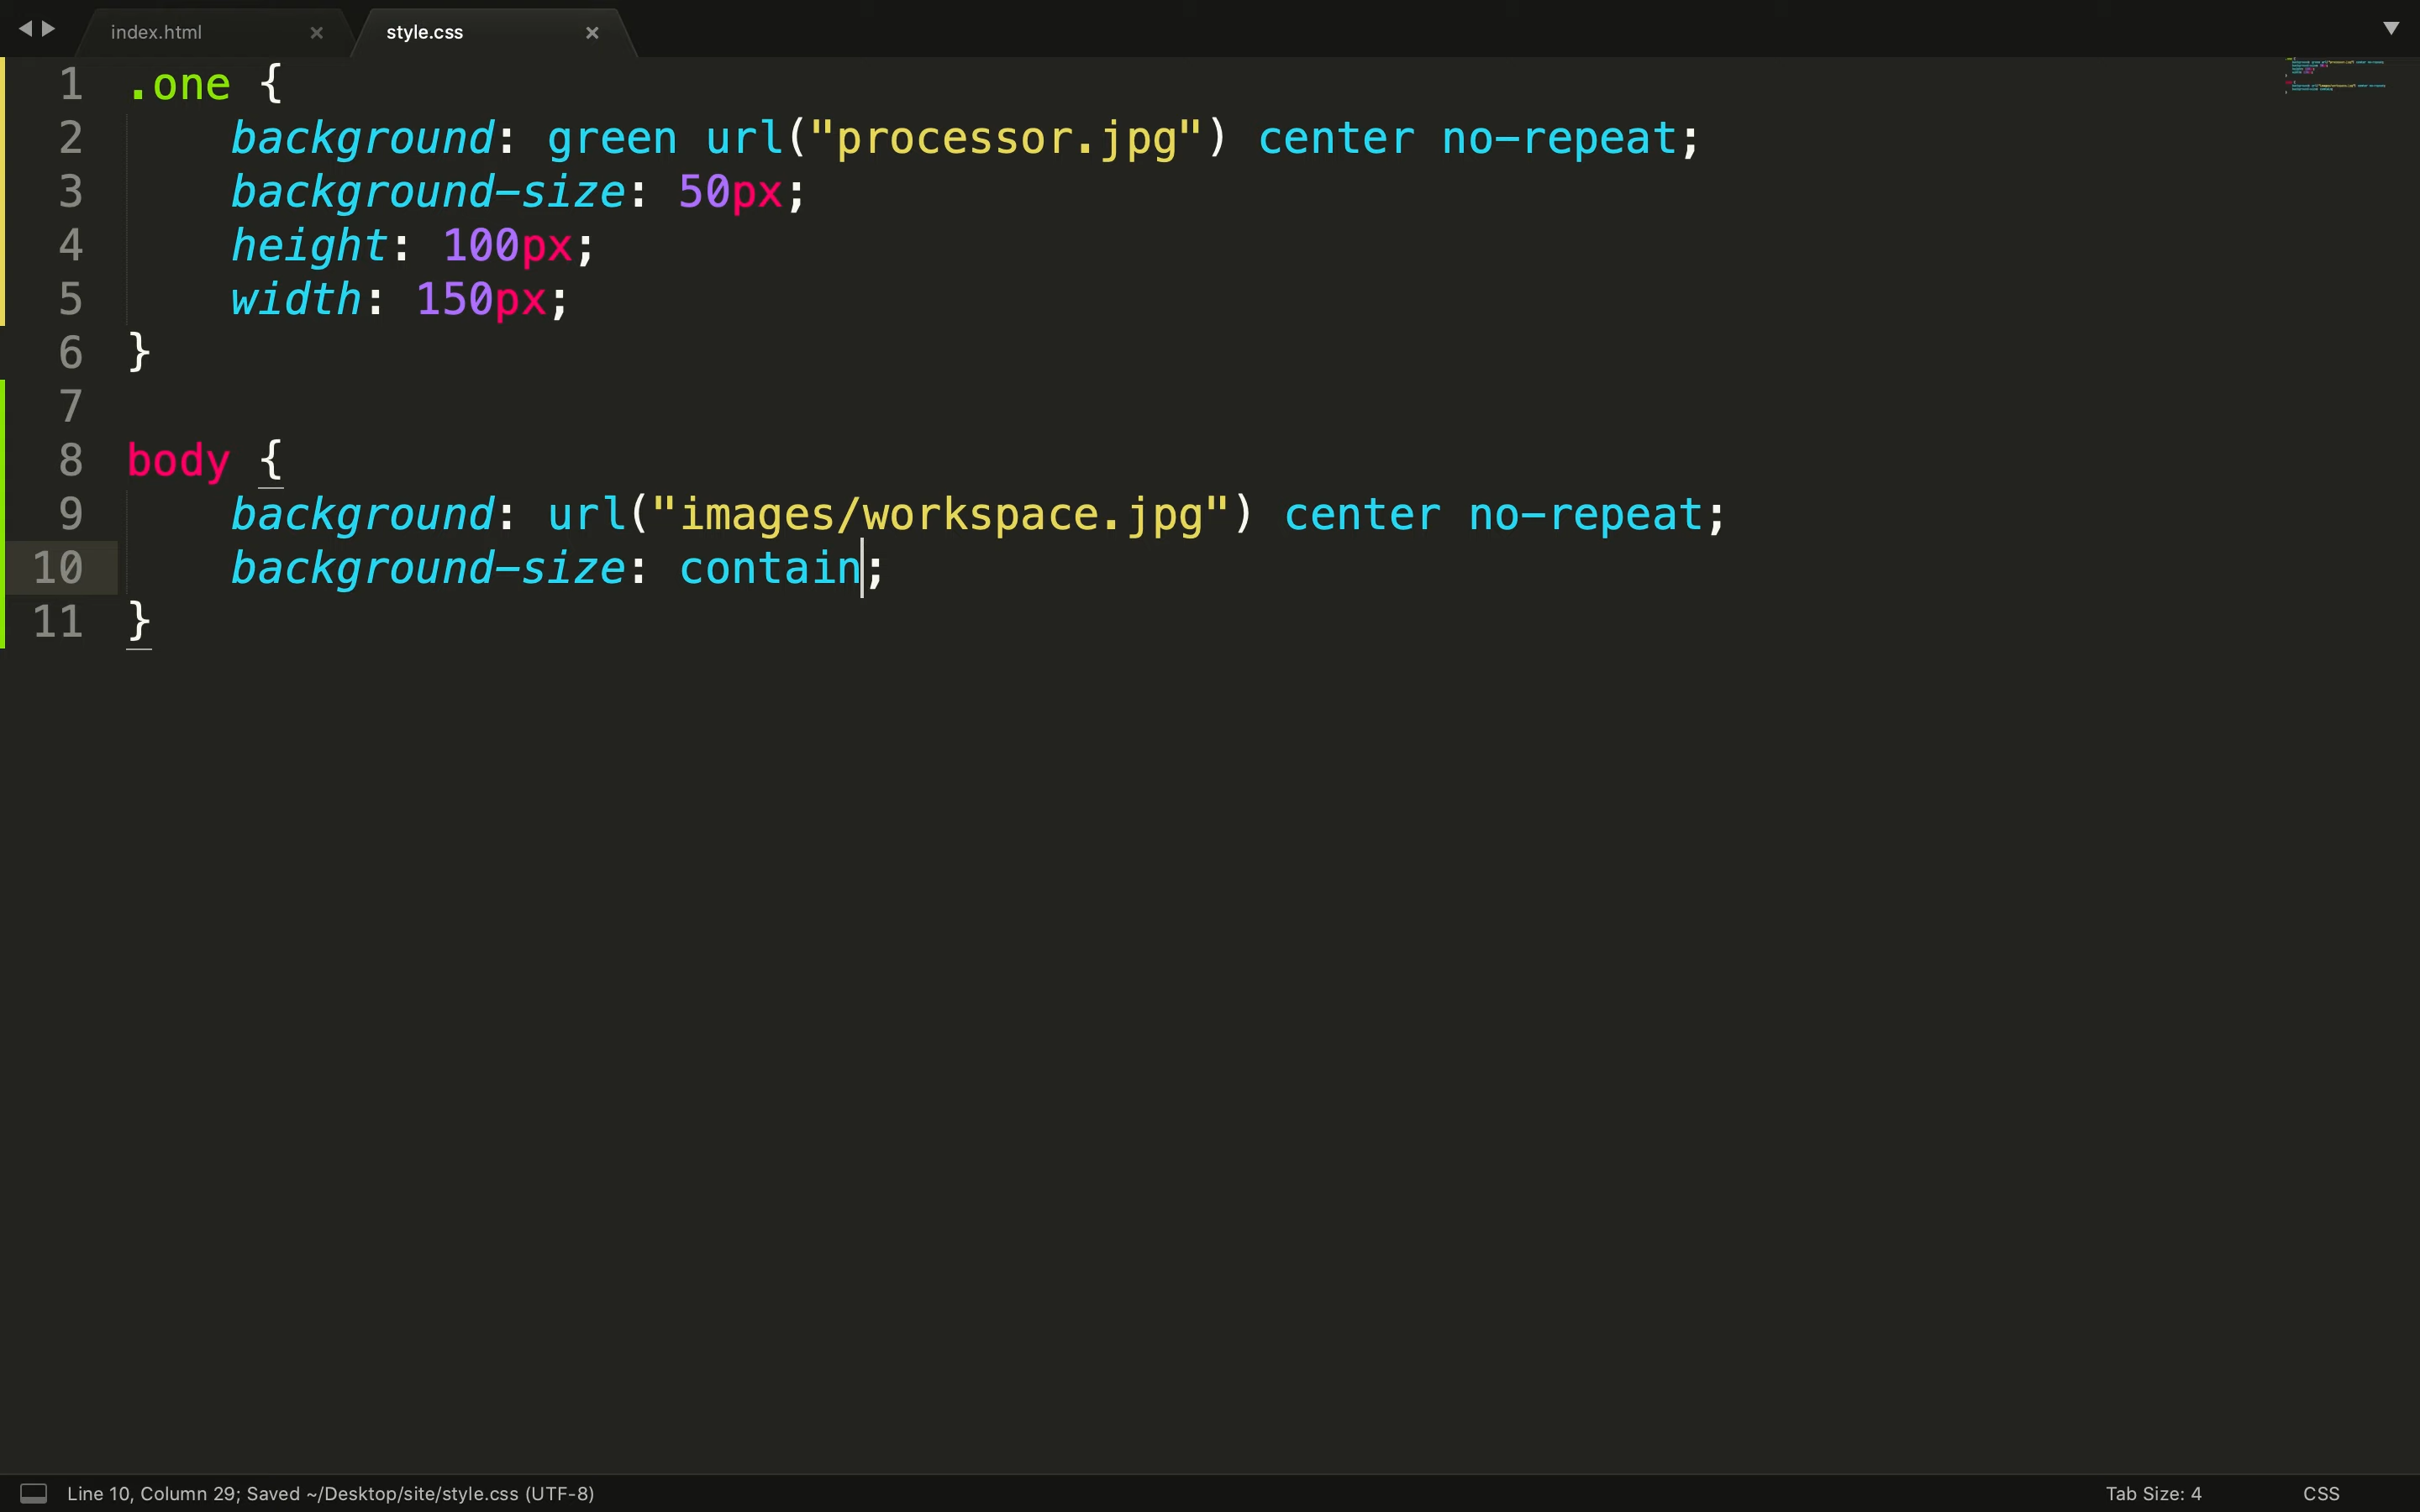 index.html × style.css ×
1 .one {
2     background: green url("processor.jpg") center no-repeat;
3     background-size: 50px;
4     height: 100px;
5     width: 150px;
6 }
7
8 body {
9     background: url("images/workspace.jpg") center no-repeat;
10     background-size: contain;
11 }
Line 10, Column 29; Saved ~/Desktop/site/style.css (UTF-8) Tab Size: 4 CSS